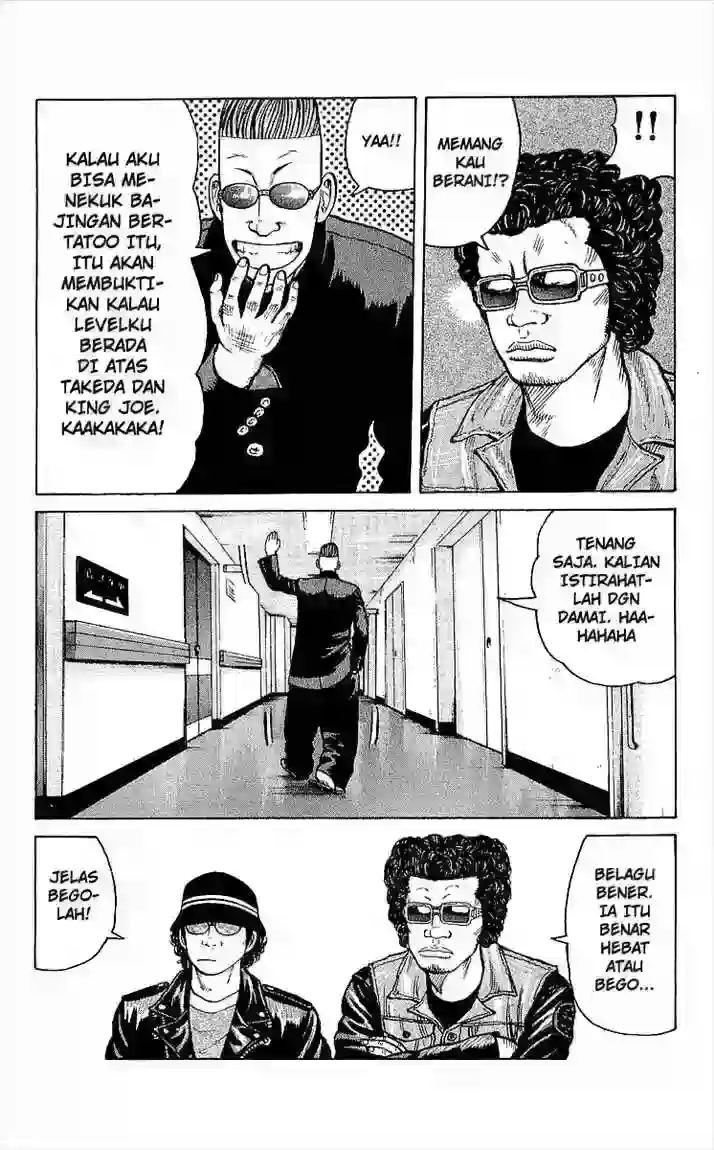 !!
MEMANG
KAU
BERANI!?
YAA!!
KALAU AKU
BISA ME-
NEKUK BA-
JINGAN BER-
TATOO ITU,
ITU AKAN
MEMBUKTI-
KAN KALAU
LEVELKU
BERADA
DI ATAS
TAKEDA DAN
KING JOE.
KAAKAKAKA!
TENANG
SAJA. KALIAN
ISTIRAHAT-
LAH DGN
DAMAI. HAA-
HAHAHA
BELAGU
BENER.
IA ITU
BENAR
HEBAT
ATAU
BEGO...
JELAS
BEGO-
LAH!